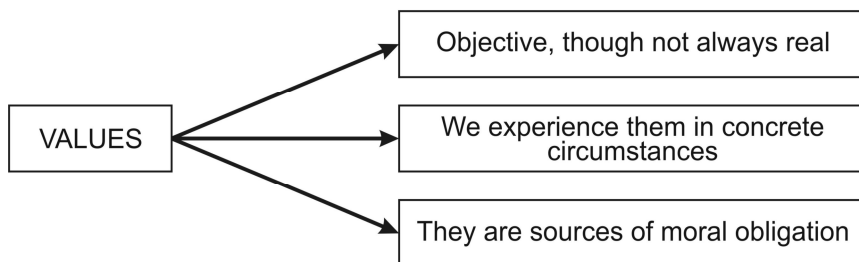 Objective, though not always real
VALUES
We experience them in concrete
circumstances
They are sources of moral obligation